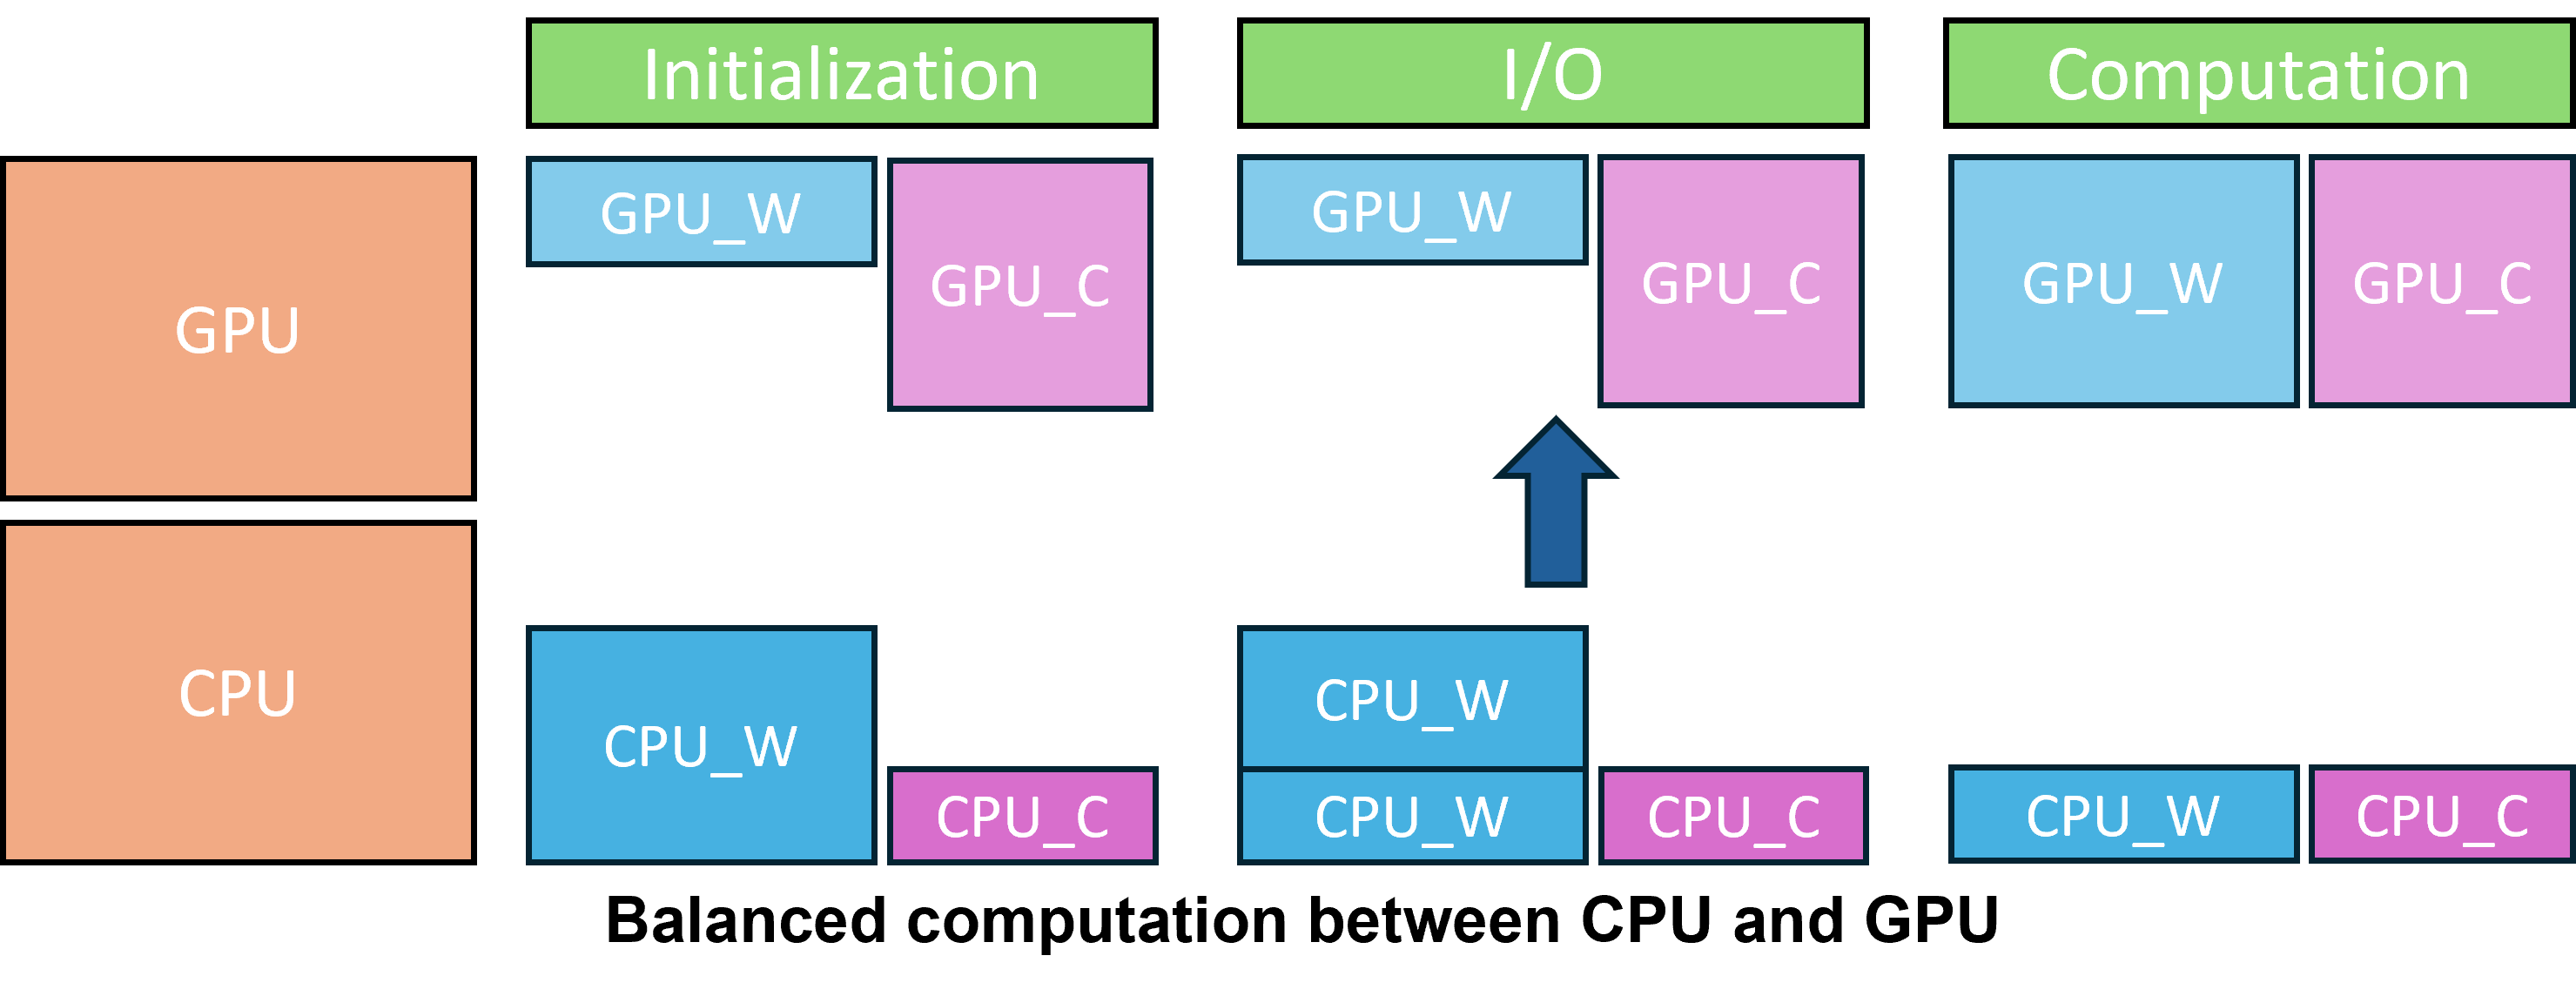 Initialization
I/O
Computation
GPU
GPU_W
GPU_C
GPU_W
GPU_C
GPU_W
GPU_C
CPU
CPU_W
CPU_C
CPU_W
CPU_W
CPU_C
CPU_W
CPU_C
Balanced computation between CPU and GPU